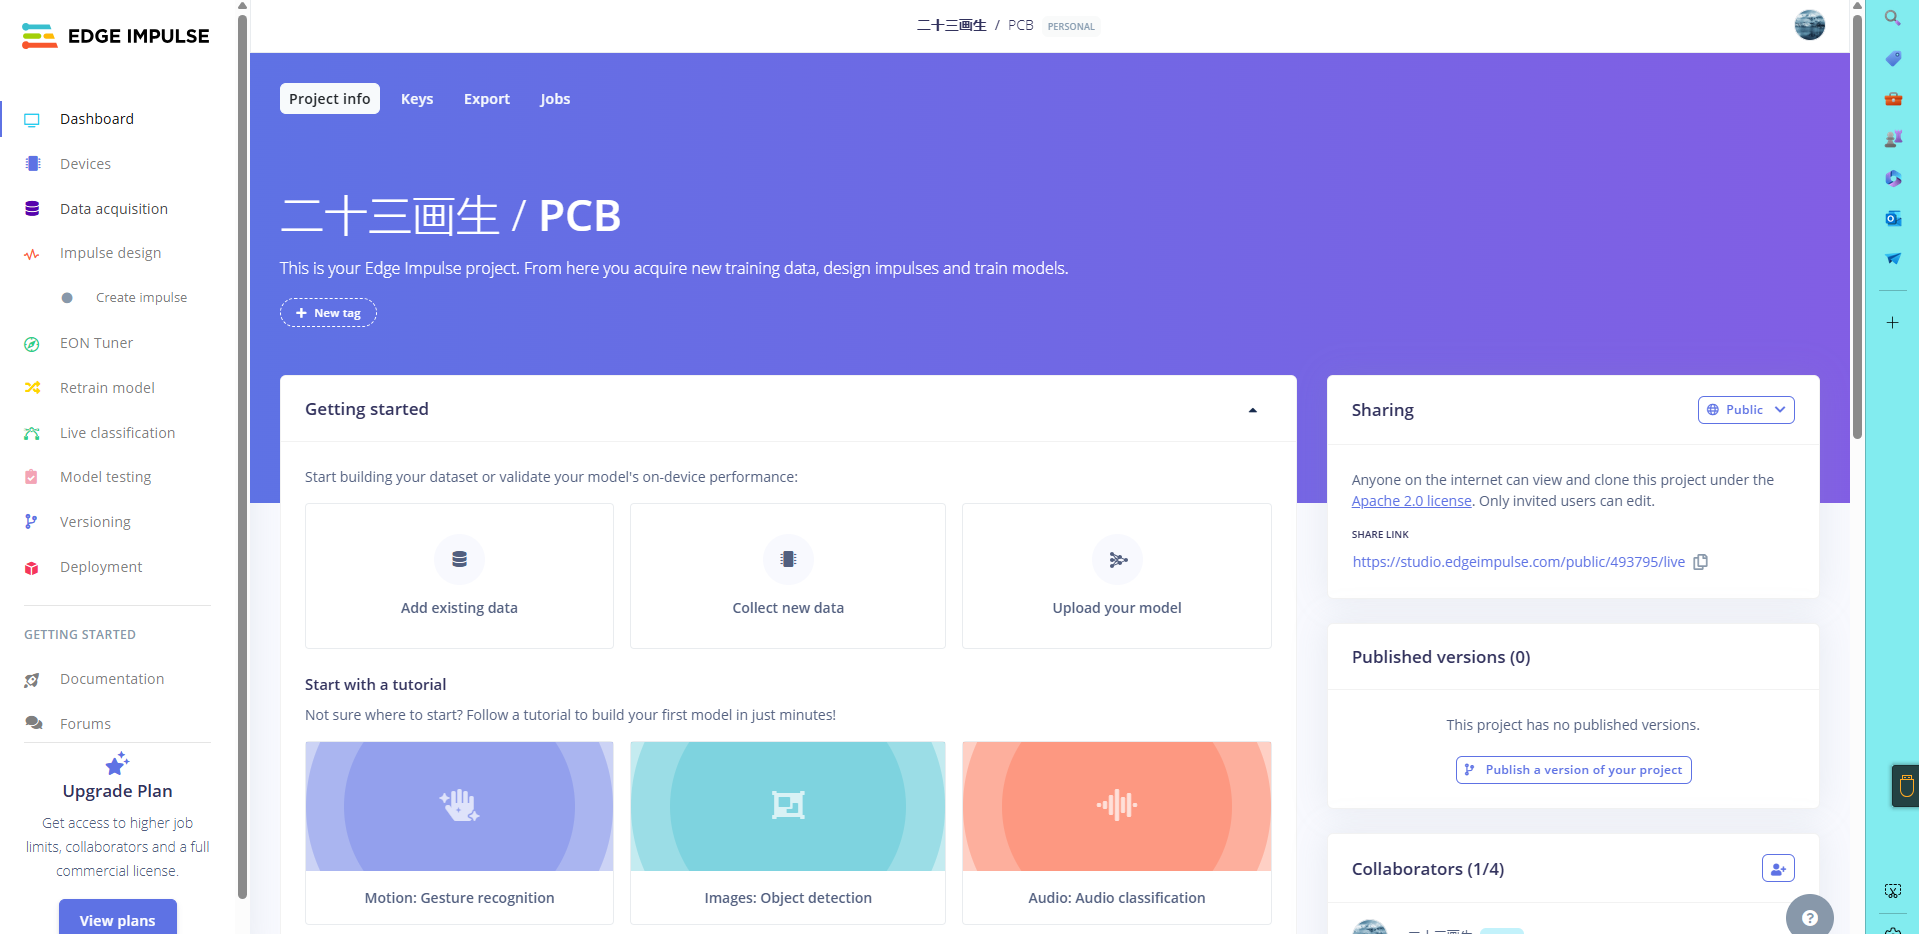 EDGE IMPULSE
Dashboard
Devices
Data acquisition
Impulse design
Create impulse
EON Tuner
Retrain model
Live classification
Model testing
Versioning
Deployment
GETTING STARTED
Documentation
Forums
Upgrade Plan
Get access to higher job
limits, collaborators and a full
commercial license.
View plans
二十三画生 / PCB PERSONAL
Project info Keys Export Jobs
二十三画生 / PCB
This is your Edge Impulse project. From here you acquire new training data, design impulses and train models.
+ New tag
Getting started
Start building your dataset or validate your model's on-device performance:
Add existing data
Collect new data
Upload your model
Start with a tutorial
Not sure where to start? Follow a tutorial to build your first model in just minutes!
Motion: Gesture recognition
Images: Object detection
Audio: Audio classification
Sharing
Public
Anyone on the internet can view and clone this project under the
Apache 2.0 license. Only invited users can edit.
SHARE LINK
https://studio.edgeimpulse.com/public/493795/live
Published versions (0)
This project has no published versions.
Publish a version of your project
Collaborators (1/4)